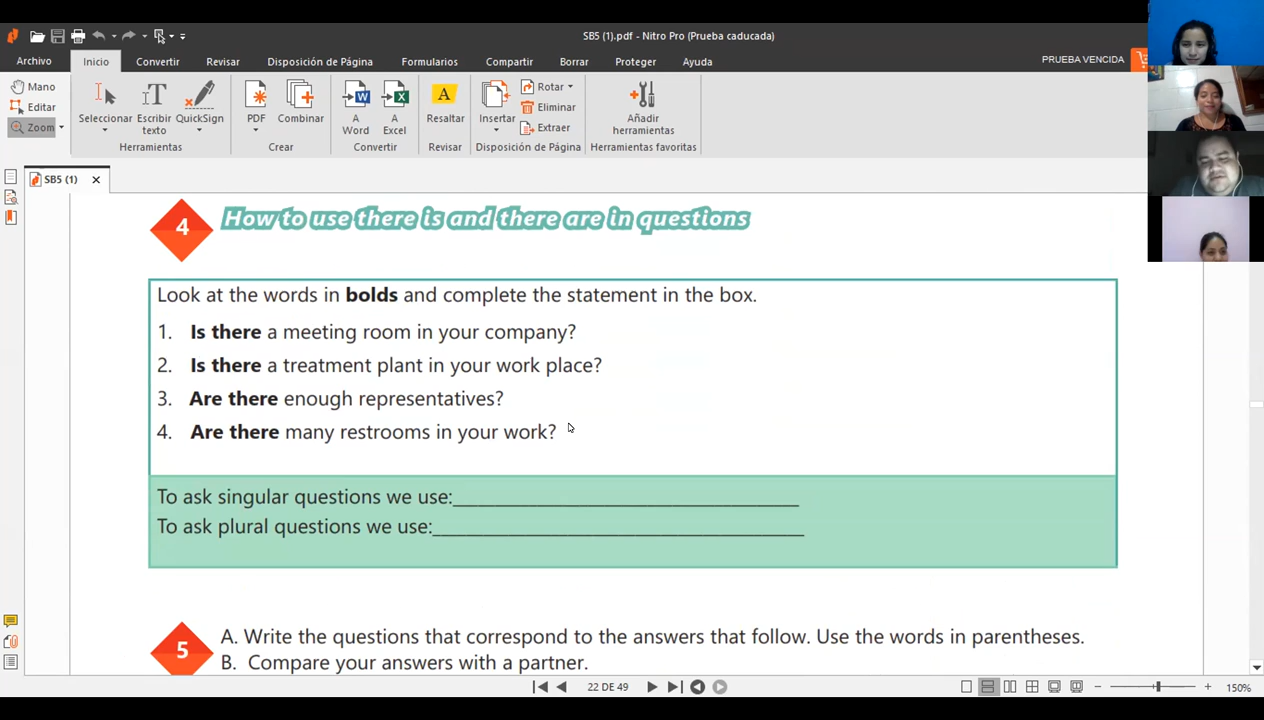 SB5 (1).pdf - Nitro Pro (Prueba caducada)
Archivo Inicio Convertir Revisar Disposición de Página Formularios Compartir Borrar Proteger Ayuda PRUEBA VENCIDA
Mano
Editar
Zoom
Seleccionar
Escribir texto
QuickSign
Herramientas
PDF
Combinar
Crear
A Word
A Excel
Convertir
Resaltar
Revisar
Insertar
Rotar
Eliminar
Extraer
Disposición de Página
Añadir herramientas
Herramientas favoritas
SB5 (1)
4 How to use there is and there are in questions
Look at the words in bolds and complete the statement in the box.
1. Is there a meeting room in your company?
2. Is there a treatment plant in your work place?
3. Are there enough representatives?
4. Are there many restrooms in your work?
To ask singular questions we use:
To ask plural questions we use:
5 A. Write the questions that correspond to the answers that follow. Use the words in parentheses.
B. Compare your answers with a partner.
22 DE 49
150%